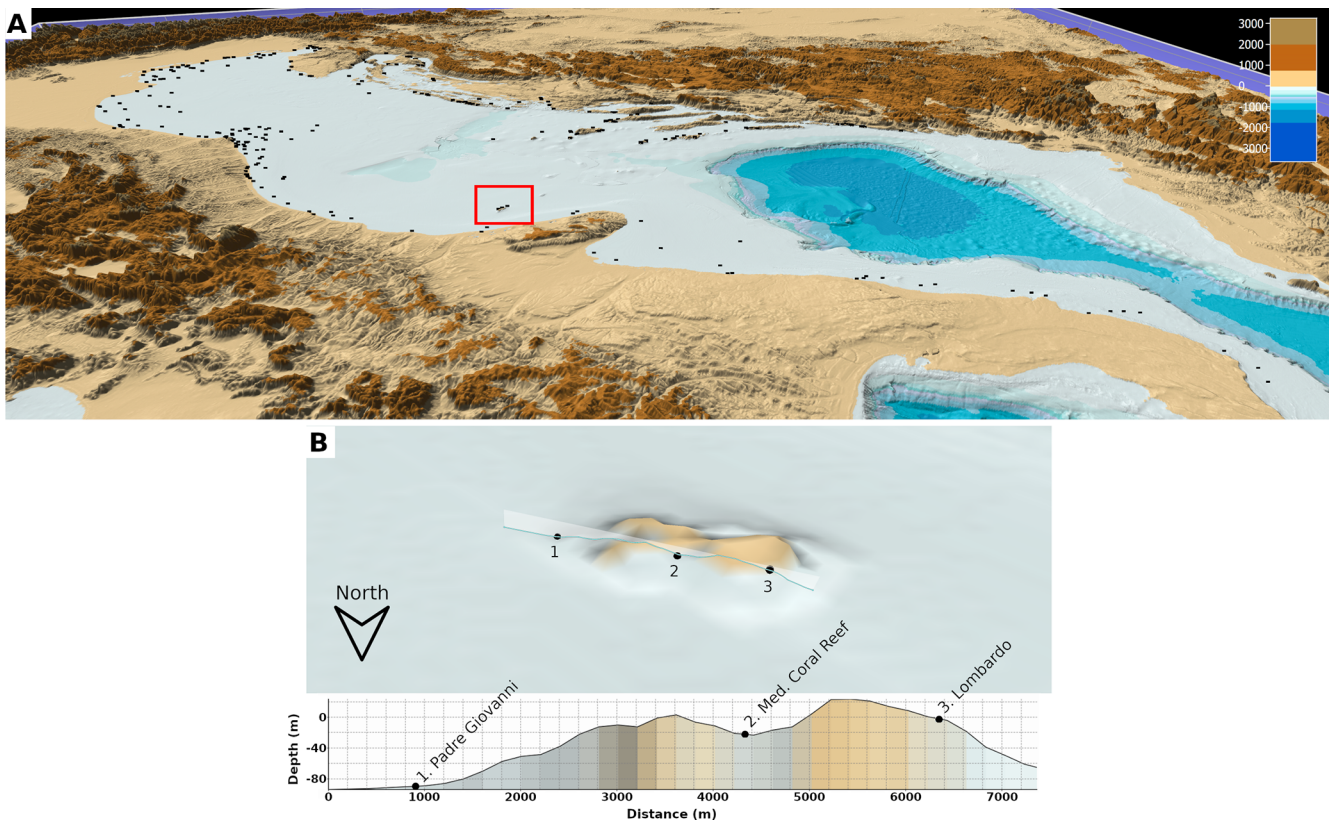 A
3000
2000
1000
0
-1000
2000
3000
B
1
2
3
North
1. Padre Giovanni
2. Med. Coral Reef
3. Lombardo
Depth (m)
0
-40
-80
0 1000 2000 3000 4000 5000 6000 7000
Distance (m)